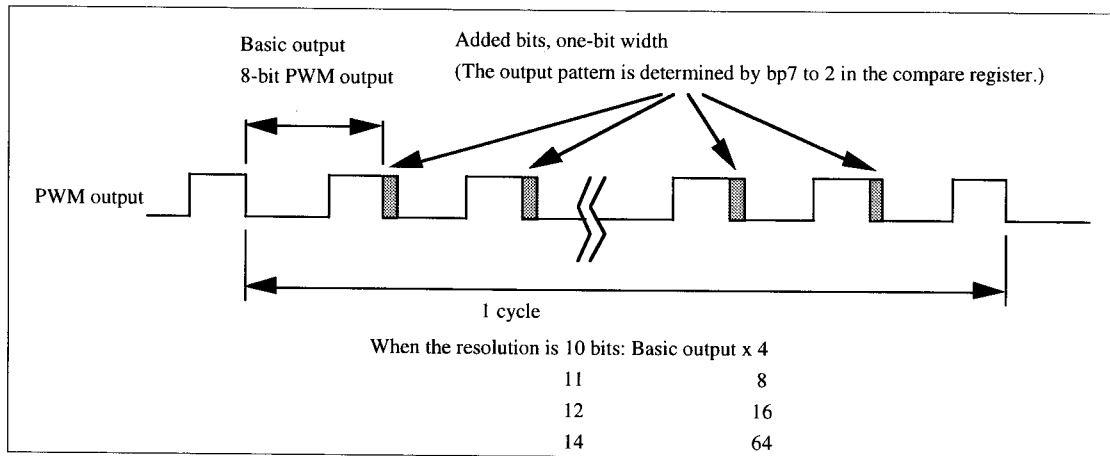 Basic output
8-bit PWM output
Added bits, one-bit width
(The output pattern is determined by bp7 to 2 in the compare register.)
PWM output
1 cycle
When the resolution is 10 bits: Basic output x 4
11 8
12 16
14 64